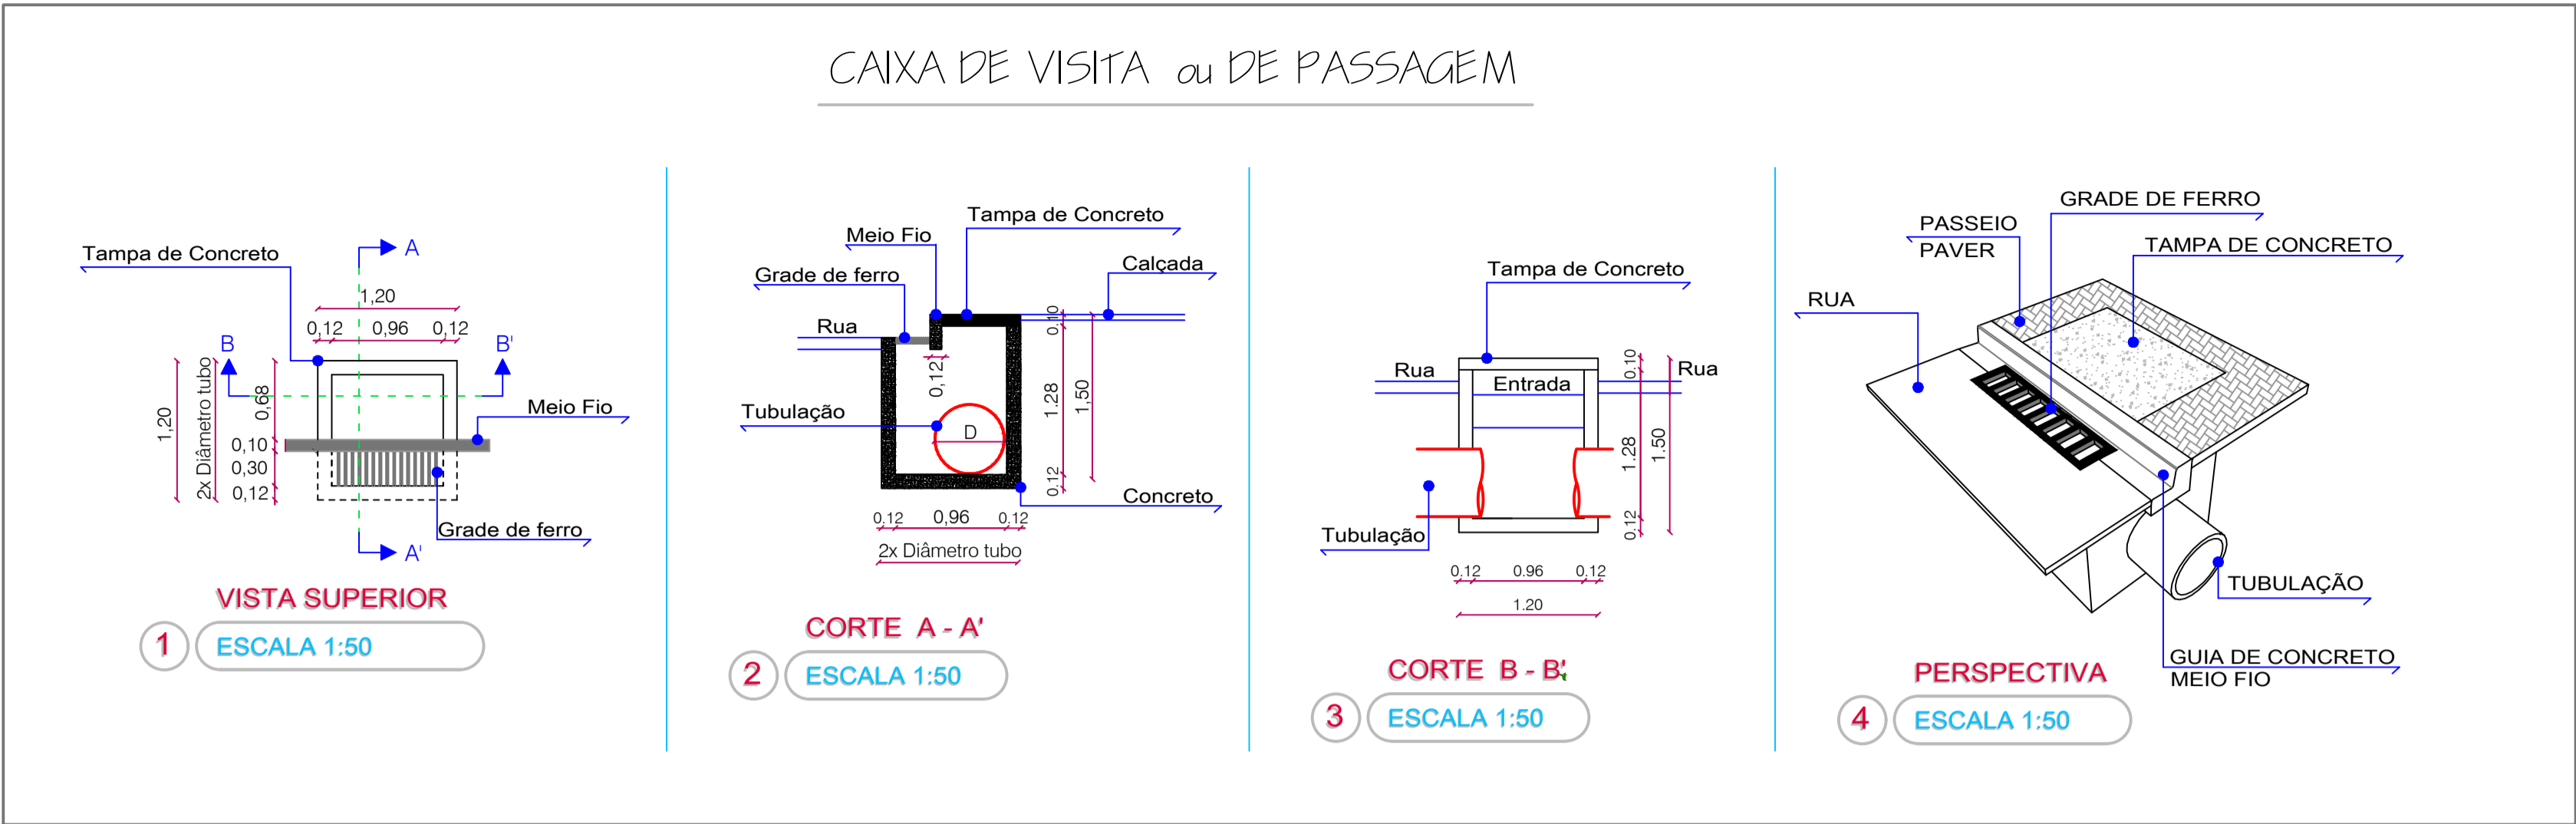 CAIXA DE VISITA ou DE PASSAGEM
Tampa de Concreto
A
1,20
0,12 0,96 0,12
B
B'
1,20
2x Diâmetro tubo
0,68
0,10
0,30
0,12
Meio Fio
Grade de ferro
A'
VISTA SUPERIOR
1
ESCALA 1:50
Tampa de Concreto
Meio Fio
Calçada
Grade de ferro
Rua
0,12
0.10
1.28
1,50
0.12
Tubulação
D
Concreto
0.12 0,96 0.12
2x Diâmetro tubo
CORTE A - A'
2
ESCALA 1:50
Tampa de Concreto
Rua
Entrada
Rua
0.10
1.28
1.50
0.12
Tubulação
0.12 0.96 0.12
1.20
CORTE B - B'
3
ESCALA 1:50
GRADE DE FERRO
PASSEIO
PAVER
TAMPA DE CONCRETO
RUA
TUBULAÇÃO
GUIA DE CONCRETO
MEIO FIO
PERSPECTIVA
4
ESCALA 1:50